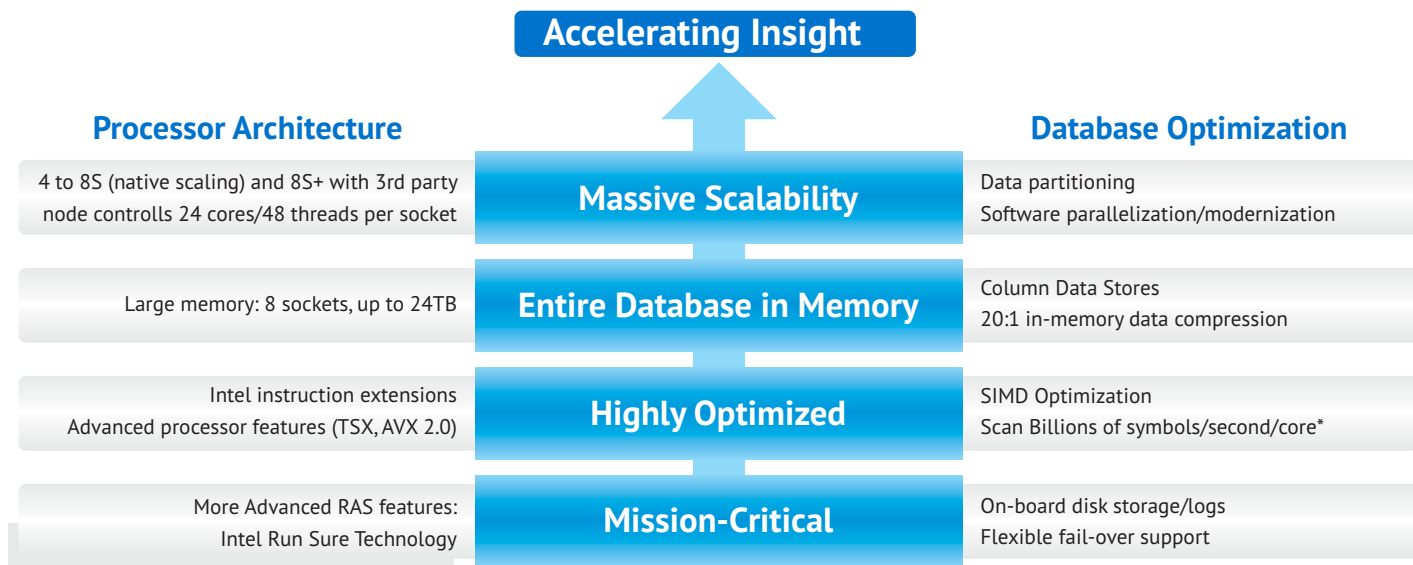 Accelerating Insight
Processor Architecture
Database Optimization
4 to 8S (native scaling) and 8S+ with 3rd party
node controlls 24 cores/48 threads per socket
Massive Scalability
Data partitioning
Software parallelization/modernization
Large memory: 8 sockets, up to 24TB
Entire Database in Memory
Column Data Stores
20:1 in-memory data compression
Intel instruction extensions
Advanced processor features (TSX, AVX 2.0)
Highly Optimized
SIMD Optimization
Scan Billions of symbols/second/core*
More Advanced RAS features:
Intel Run Sure Technology
Mission-Critical
On-board disk storage/logs
Flexible fail-over support